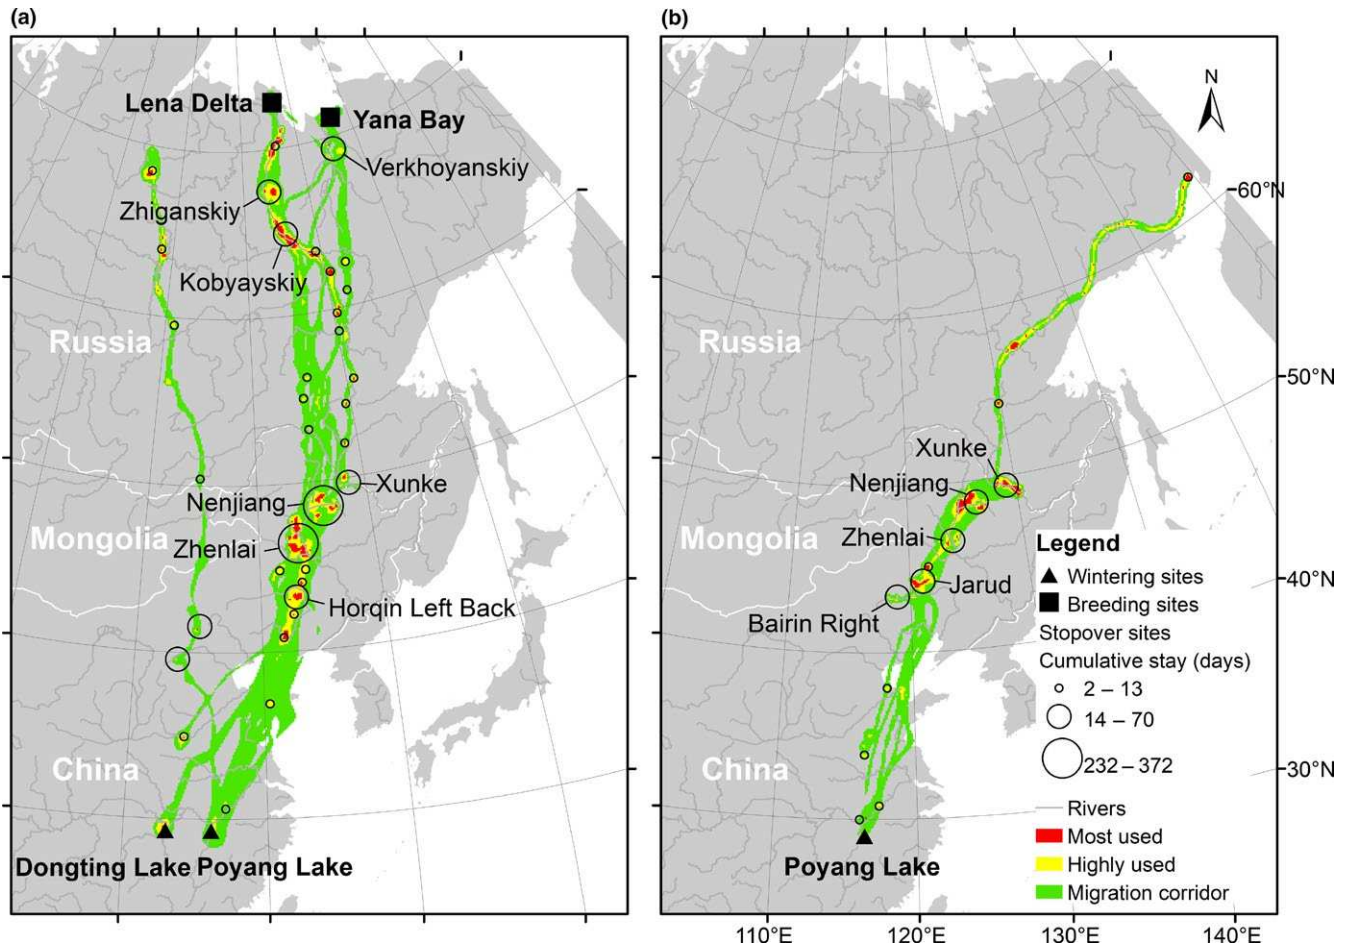 (a)
(b)
Lena Delta
Yana Bay
Verkhoyanskiy
Zhiganskiy
Kobyayskiy
Russia
Xunke
Nenjiang
Mongolia
Zhenlai
Horqin Left Back
China
Dongting Lake
Poyang Lake
N
60°N
Russia
50°N
Xunke
Nenjiang
Mongolia
Zhenlai
Jarud
Bairin Right
40°N
China
30°N
Poyang Lake
Legend
Wintering sites
Breeding sites
Stopover sites
Cumulative stay (days)
2 – 13
14 – 70
232 – 372
Rivers
Most used
Highly used
Migration corridor
110°E
120°E
130°E
140°E